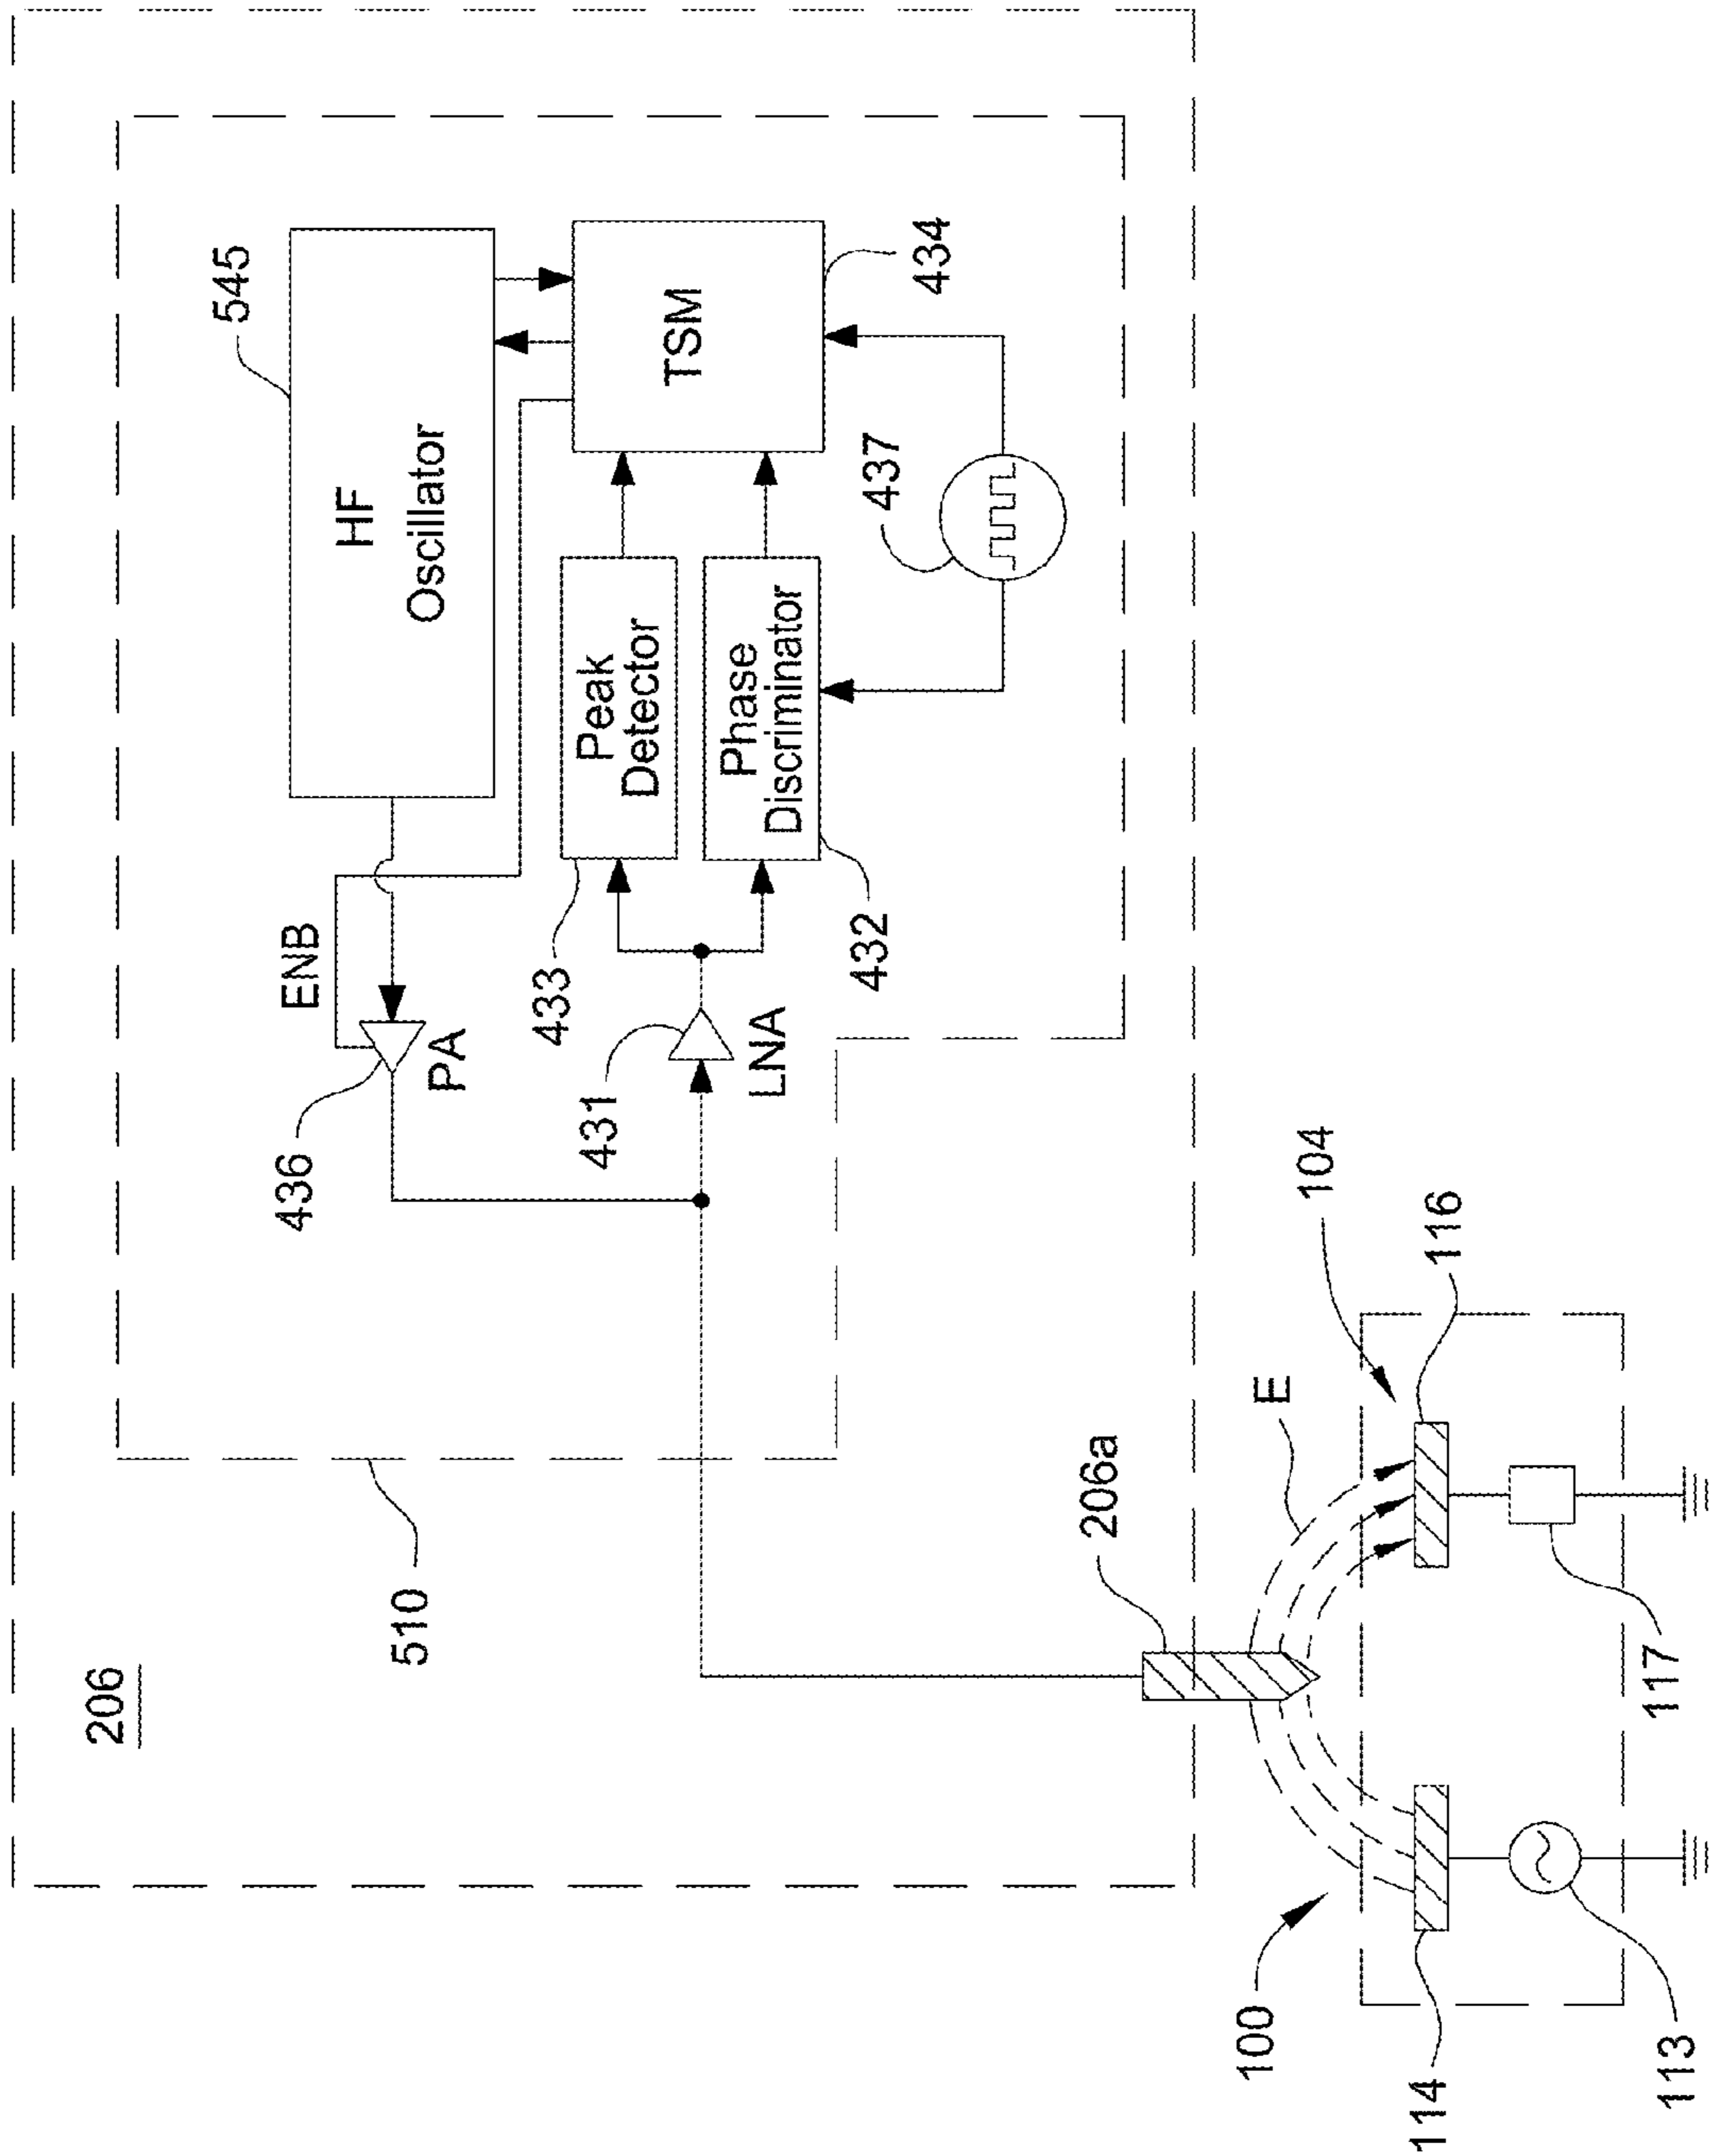 206
510
545
HF
Oscillator
ENB
436
PA
TSM
434
433
Peak
Detector
431
LNA
432
Phase
Discriminator
437
206a
E
104
116
100
114
113
117